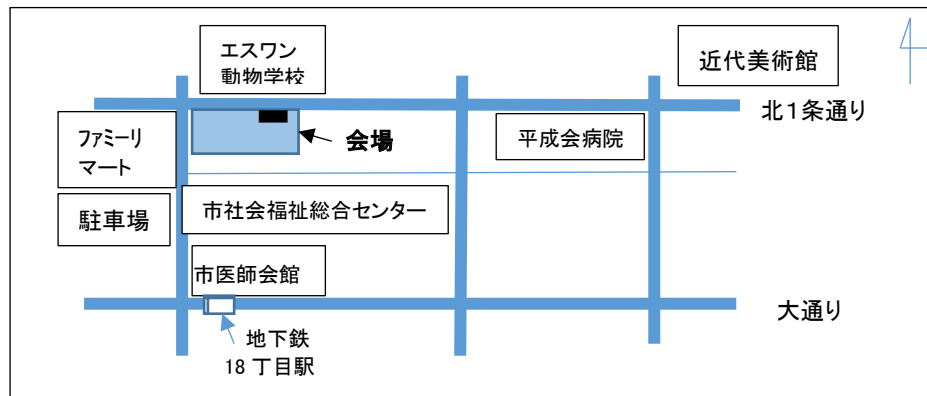 エスワン
動物学校
近代美術館
北1条通り
ファミーリ
マート
会場
平成会病院
駐車場
市社会福祉総合センター
市医師会館
大通り
地下鉄
18丁目駅